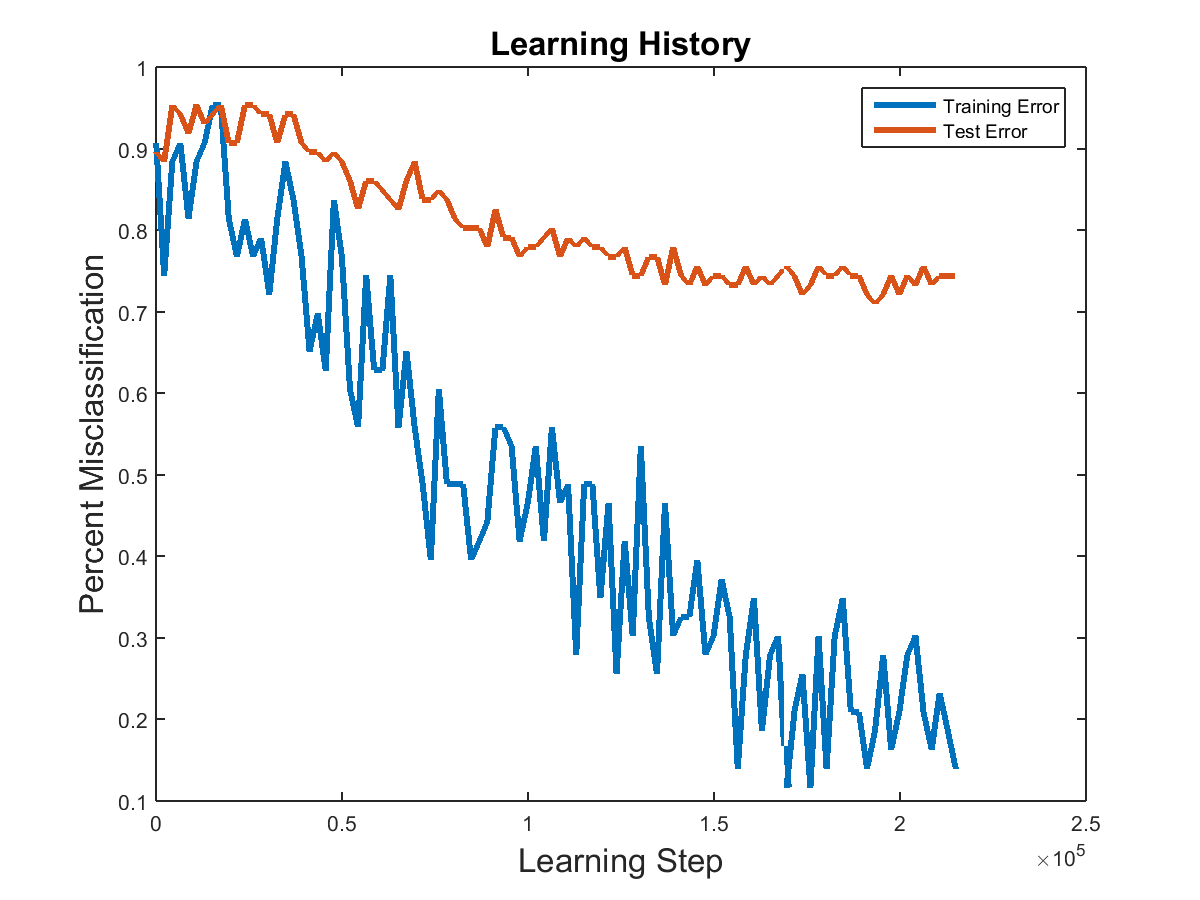 Learning History
Training Error
Test Error
Percent Misclassification
1
0.9
0.8
0.7
0.6
0.5
0.4
0.3
0.2
0.1
0 0.5 1 1.5 2 2.5
×10^5
Learning Step